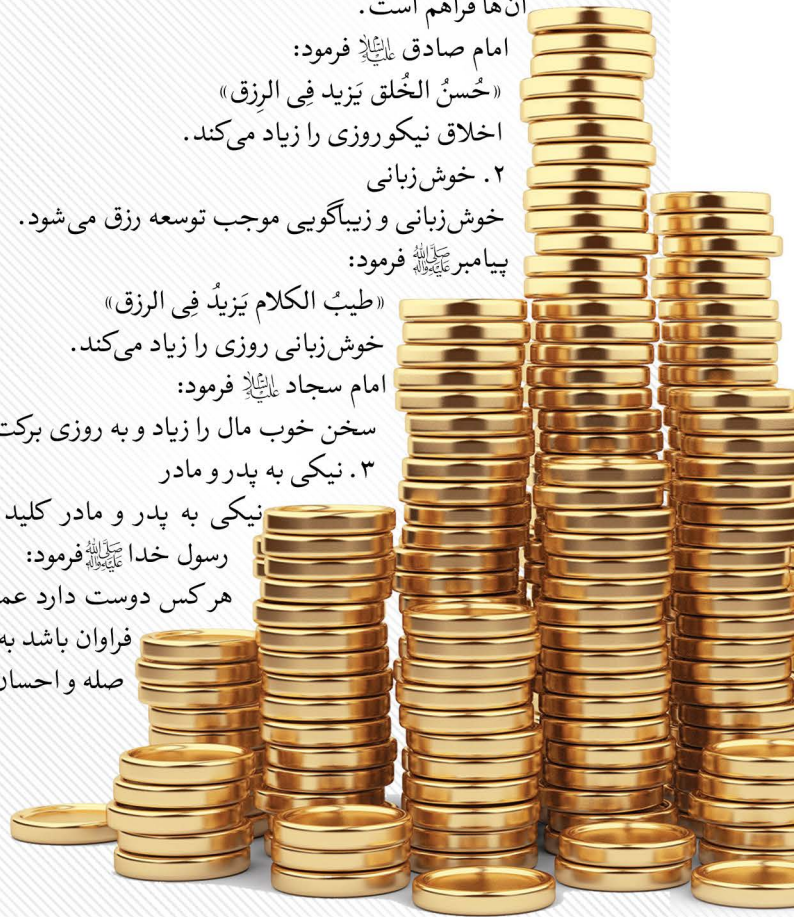 آن‌ها فراهم است.
امام صادق علیه‌السلام فرمود:
«حُسنُ الخُلق یَزید فِی الرِزق»
اخلاق نیکو روزی را زیاد می‌کند.
۲. خوش‌زبانی
خوش‌زبانی و زیباگویی موجب توسعه رزق می‌شود.
پیامبر صلی‌الله‌علیه‌وآله فرمود:
«طیبُ الکلام یَزیدُ فِی الرزق»
خوش‌زبانی روزی را زیاد می‌کند.
امام سجاد علیه‌السلام فرمود:
سخن خوب مال را زیاد و به روزی برکت
۳. نیکی به پدر و مادر
نیکی به پدر و مادر کلید
رسول خدا صلی‌الله‌علیه‌وآله فرمود:
هر کس دوست دارد
فراوان باشد به
صله و